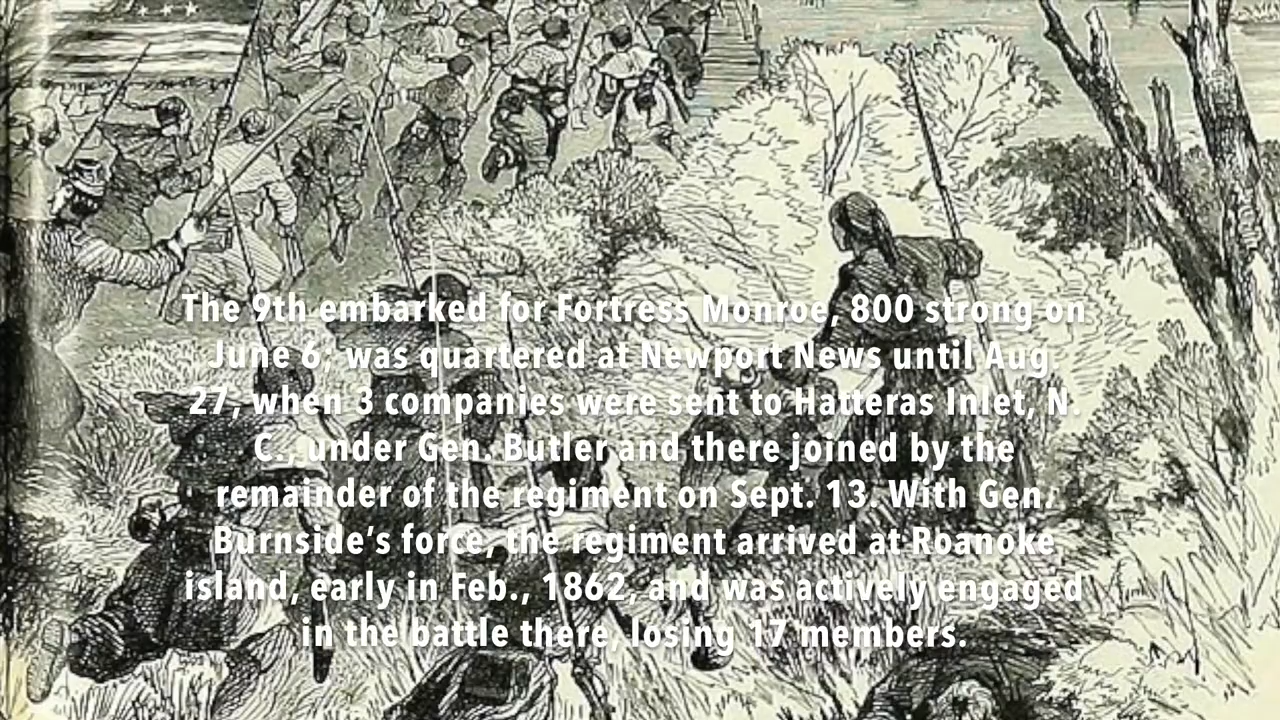 The 9th embarked for Fortress Monroe, 800 strong on
June 6; was quartered at Newport News until Aug.
27, when 3 companies were sent to Hatteras Inlet, N.
C., under Gen. Butler and there joined by the
remainder of the regiment on Sept. 13. With Gen.
Burnside’s force, the regiment arrived at Roanoke
island, early in Feb., 1862, and was actively engaged
in the battle there, losing 17 members.